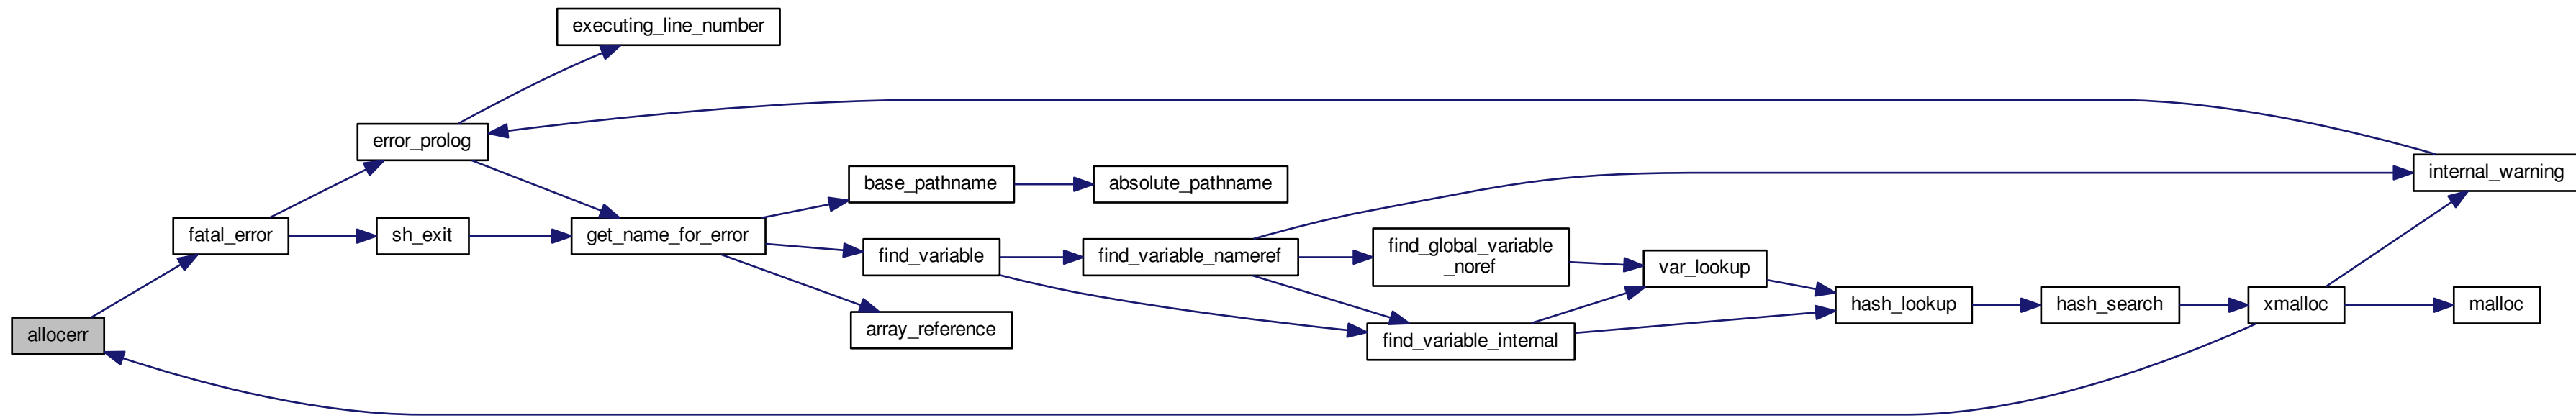 executing_line_number
error_prolog
internal_warning
base_pathname
absolute_pathname
fatal_error
sh_exit
get_name_for_error
find_variable
find_variable_nameref
find_global_variable
_noref
var_lookup
hash_lookup
hash_search
xmalloc
malloc
allocerr
array_reference
find_variable_internal